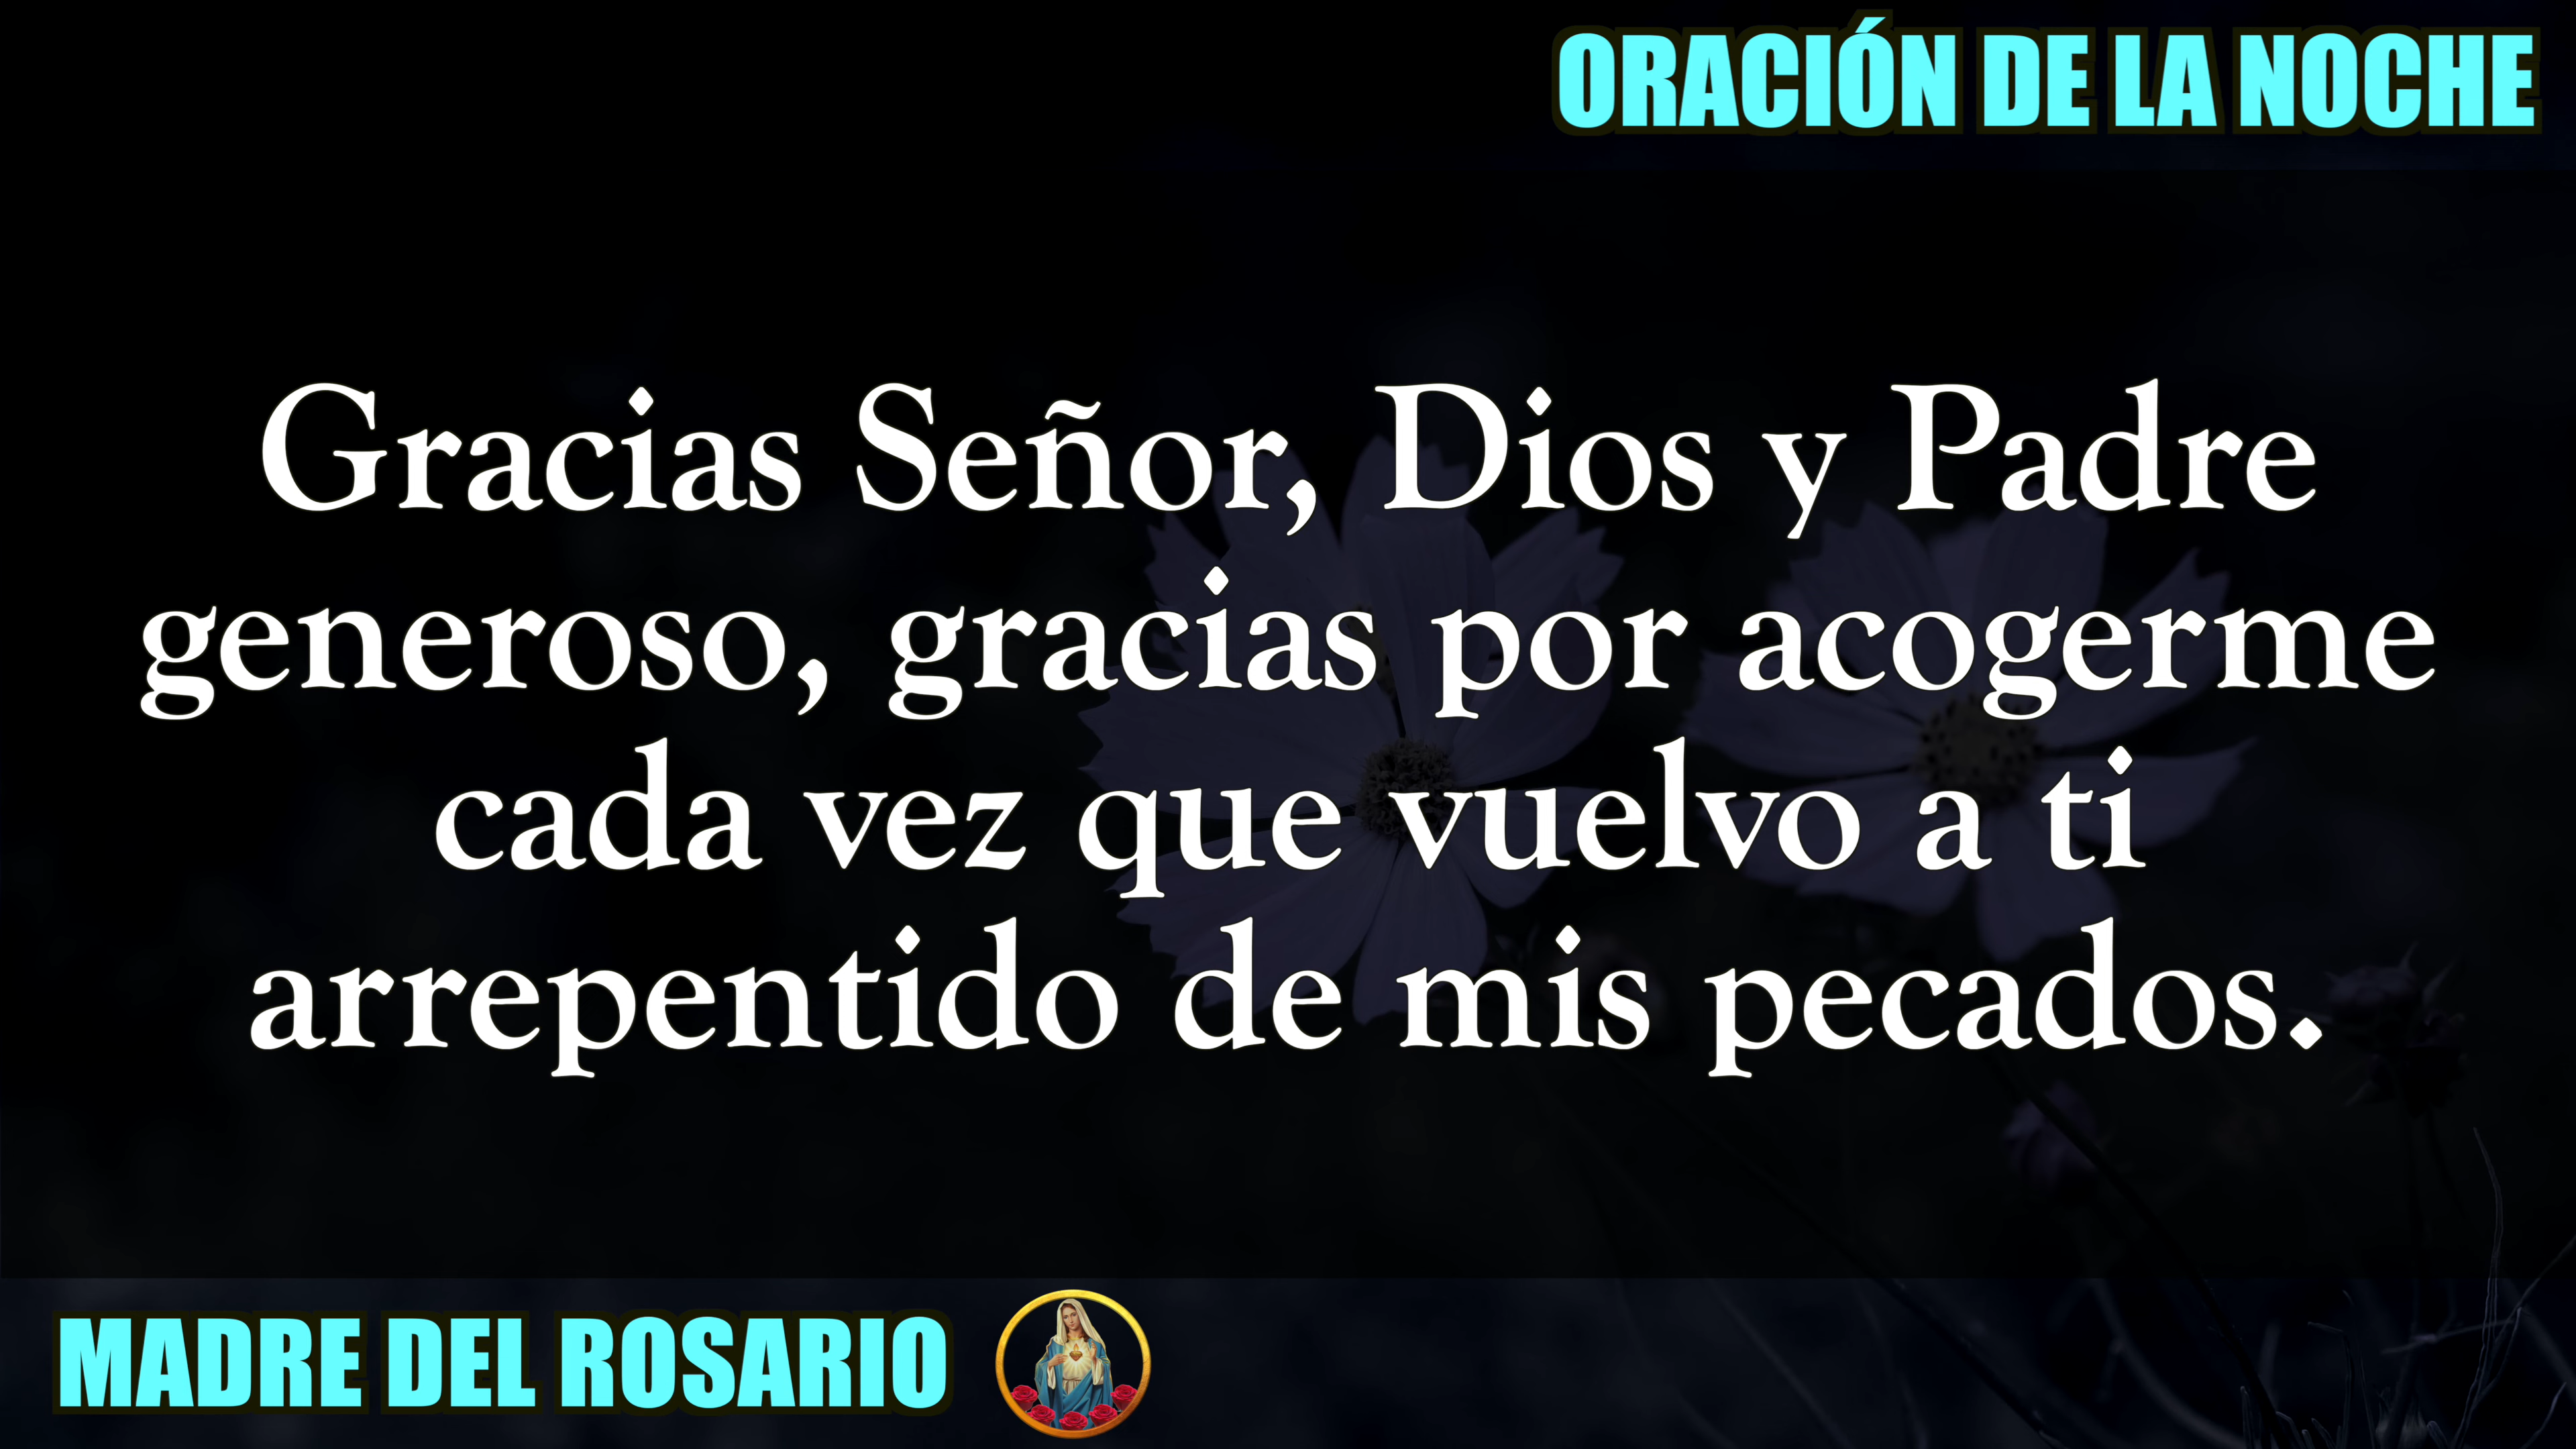 ORACIÓN DE LA NOCHE
Gracias Señor, Dios y Padre
generoso, gracias por acogerme
cada vez que vuelvo a ti
arrepentido de mis pecados.
MADRE DEL ROSARIO